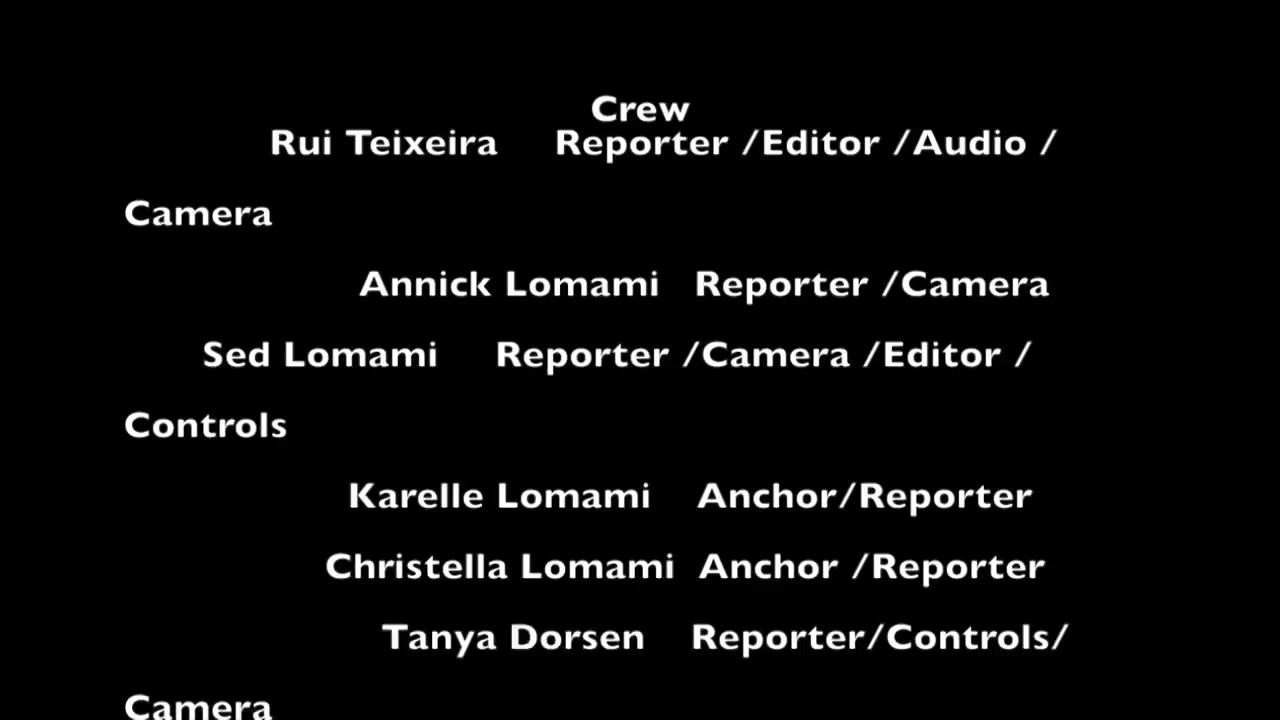 Crew
Rui Teixeira Reporter /Editor /Audio /
Camera
Annick Lomami Reporter /Camera
Sed Lomami Reporter /Camera /Editor /
Controls
Karelle Lomami Anchor/Reporter
Christella Lomami Anchor /Reporter
Tanya Dorsen Reporter/Controls/
Camera